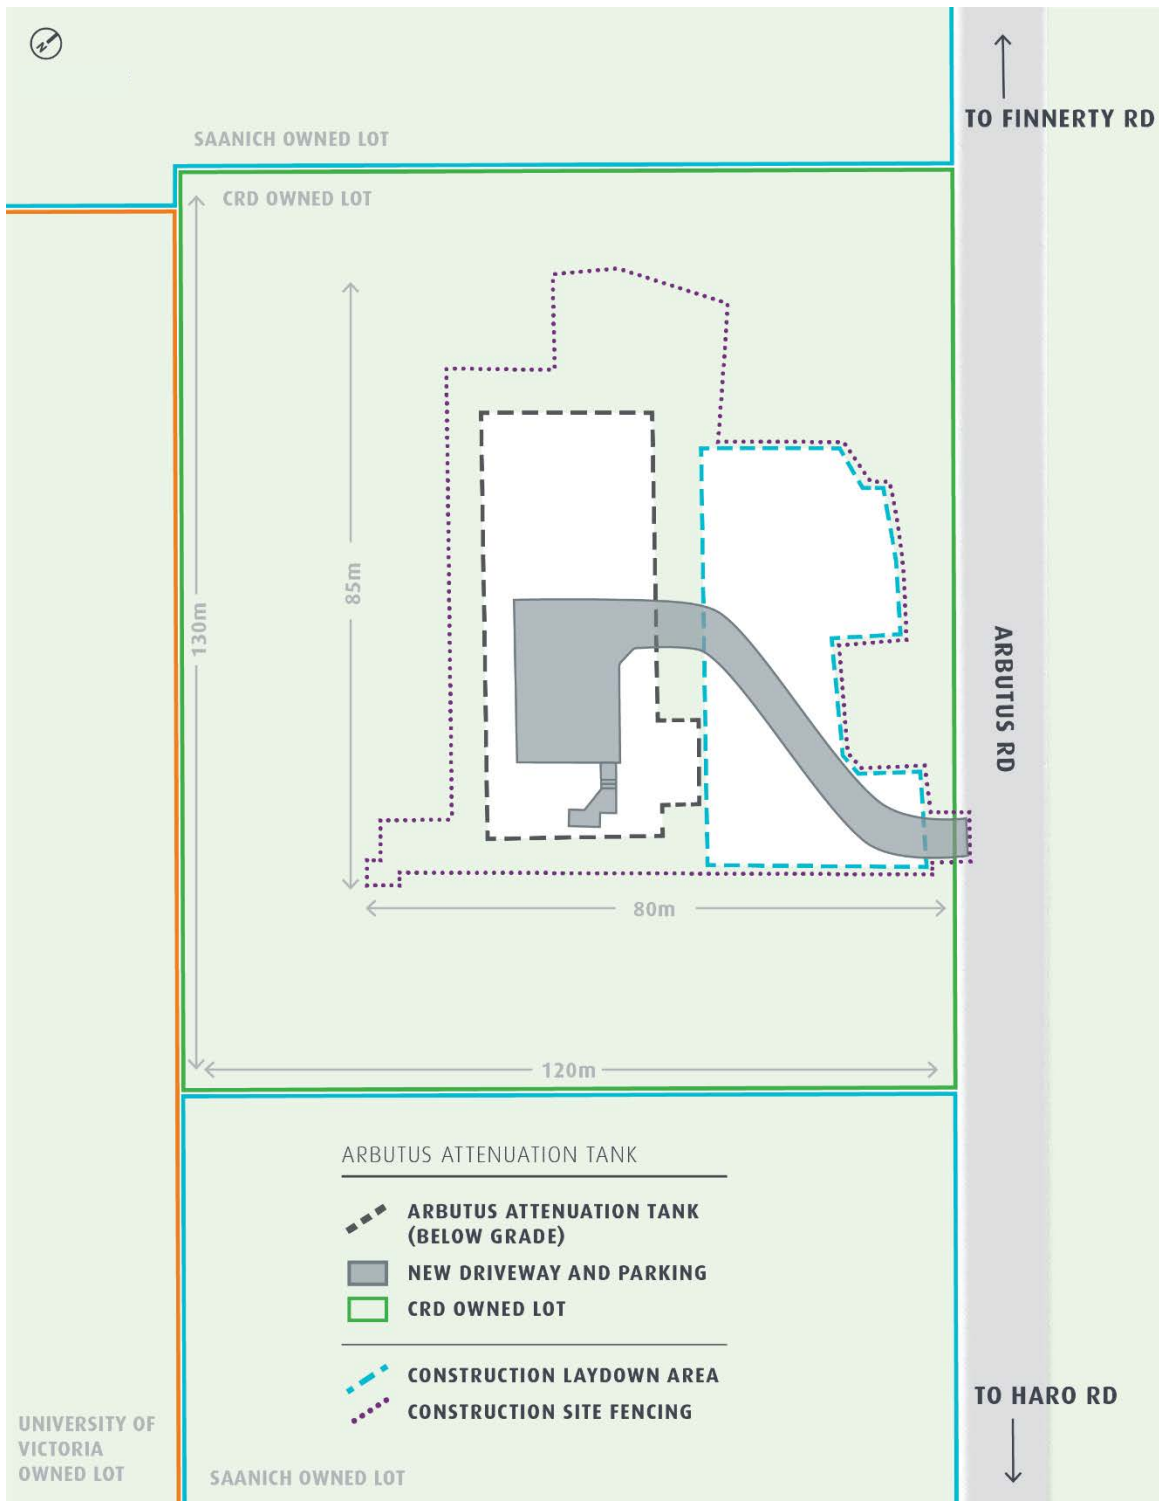 N
TO FINNERTY RD
SAANICH OWNED LOT
CRD OWNED LOT
85m
130m
ARBUTUS RD
80m
120m
ARBUTUS ATTENUATION TANK
ARBUTUS ATTENUATION TANK
(BELOW GRADE)
NEW DRIVEWAY AND PARKING
CRD OWNED LOT
CONSTRUCTION LAYDOWN AREA
CONSTRUCTION SITE FENCING
TO HARO RD
UNIVERSITY OF
VICTORIA
OWNED LOT
SAANICH OWNED LOT